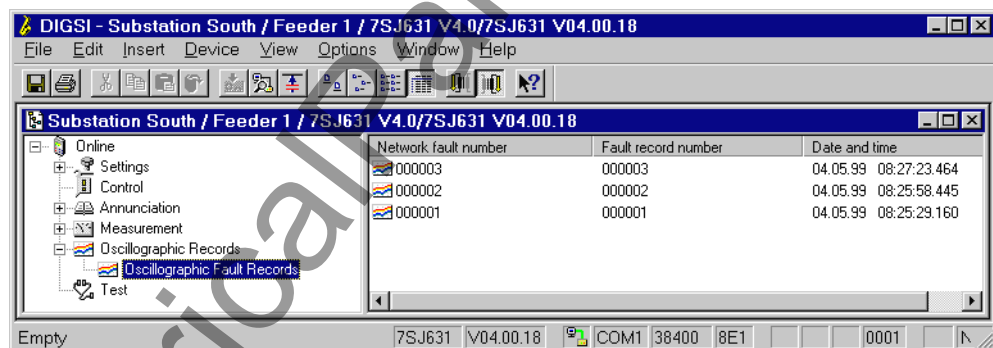 DIGSI - Substation South / Feeder 1 / 7SJ631 V4.0/7SJ631 V04.00.18
File Edit Insert Device View Options Window Help
Substation South / Feeder 1 / 7SJ631 V4.0/7SJ631 V04.00.18
Online
Settings
Control
Annunciation
Measurement
Oscillographic Records
Oscillographic Fault Records
Test
Network fault number Fault record number Date and time
000003 000003 04.05.99 08:27:23.464
000002 000002 04.05.99 08:25:58.445
000001 000001 04.05.99 08:25:29.160
Empty 7SJ631 V04.00.18 COM1 38400 8E1 0001